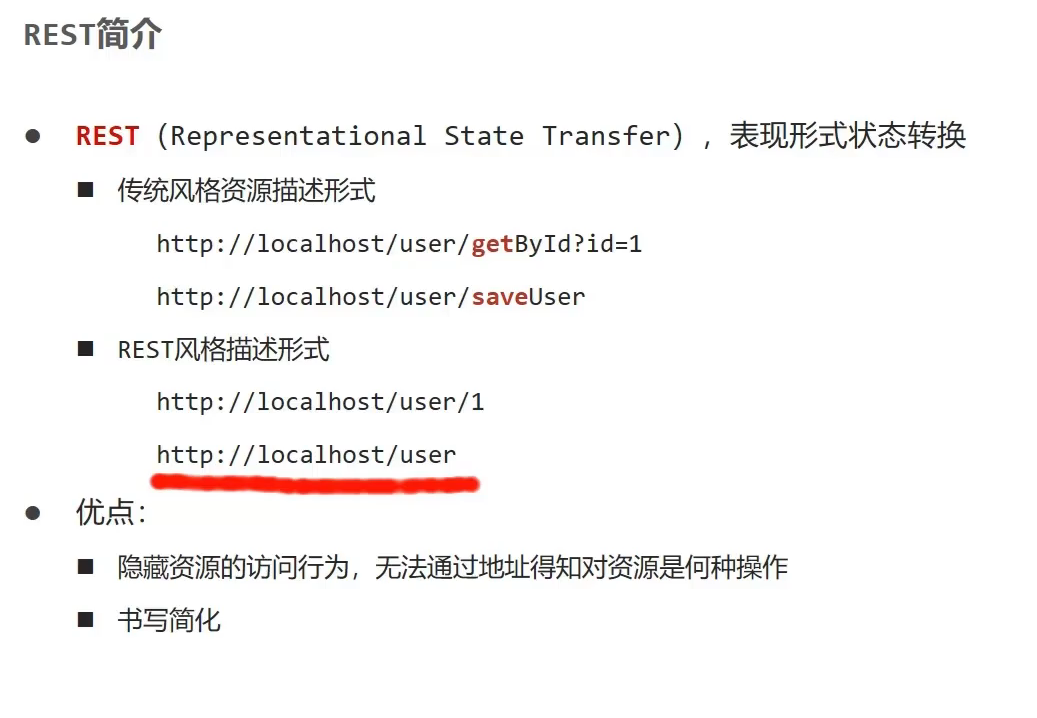 REST简介
● REST（Representational State Transfer），表现形式状态转换
■ 传统风格资源描述形式
http://localhost/user/getById?id=1
http://localhost/user/saveUser
■ REST风格描述形式
http://localhost/user/1
http://localhost/user
● 优点：
■ 隐藏资源的访问行为，无法通过地址得知对资源是何种操作
■ 书写简化